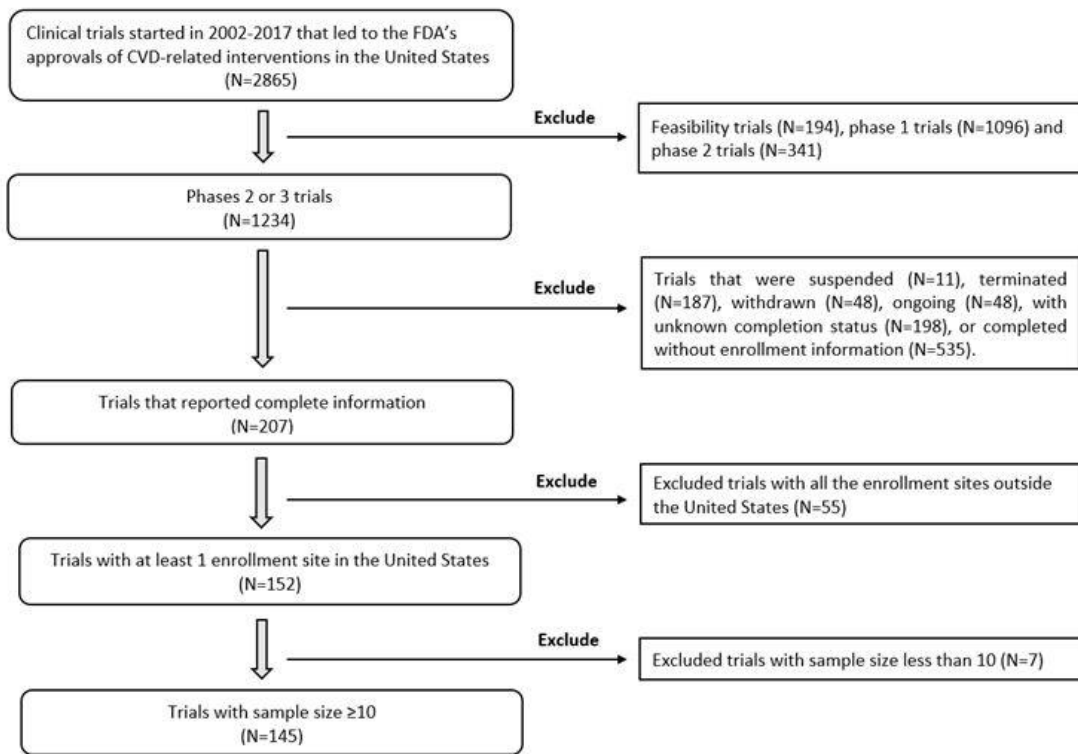 Clinical trials started in 2002-2017 that led to the FDA's
approvals of CVD-related interventions in the United States
(N=2865)
Exclude
Feasibility trials (N=194), phase 1 trials (N=1096) and
phase 2 trials (N=341)
Phases 2 or 3 trials
(N=1234)
Exclude
Trials that were suspended (N=11), terminated
(N=187), withdrawn (N=48), ongoing (N=48), with
unknown completion status (N=198), or completed
without enrollment information (N=535).
Trials that reported complete information
(N=207)
Exclude
Excluded trials with all the enrollment sites outside
the United States (N=55)
Trials with at least 1 enrollment site in the United States
(N=152)
Exclude
Excluded trials with sample size less than 10 (N=7)
Trials with sample size ≥10
(N=145)